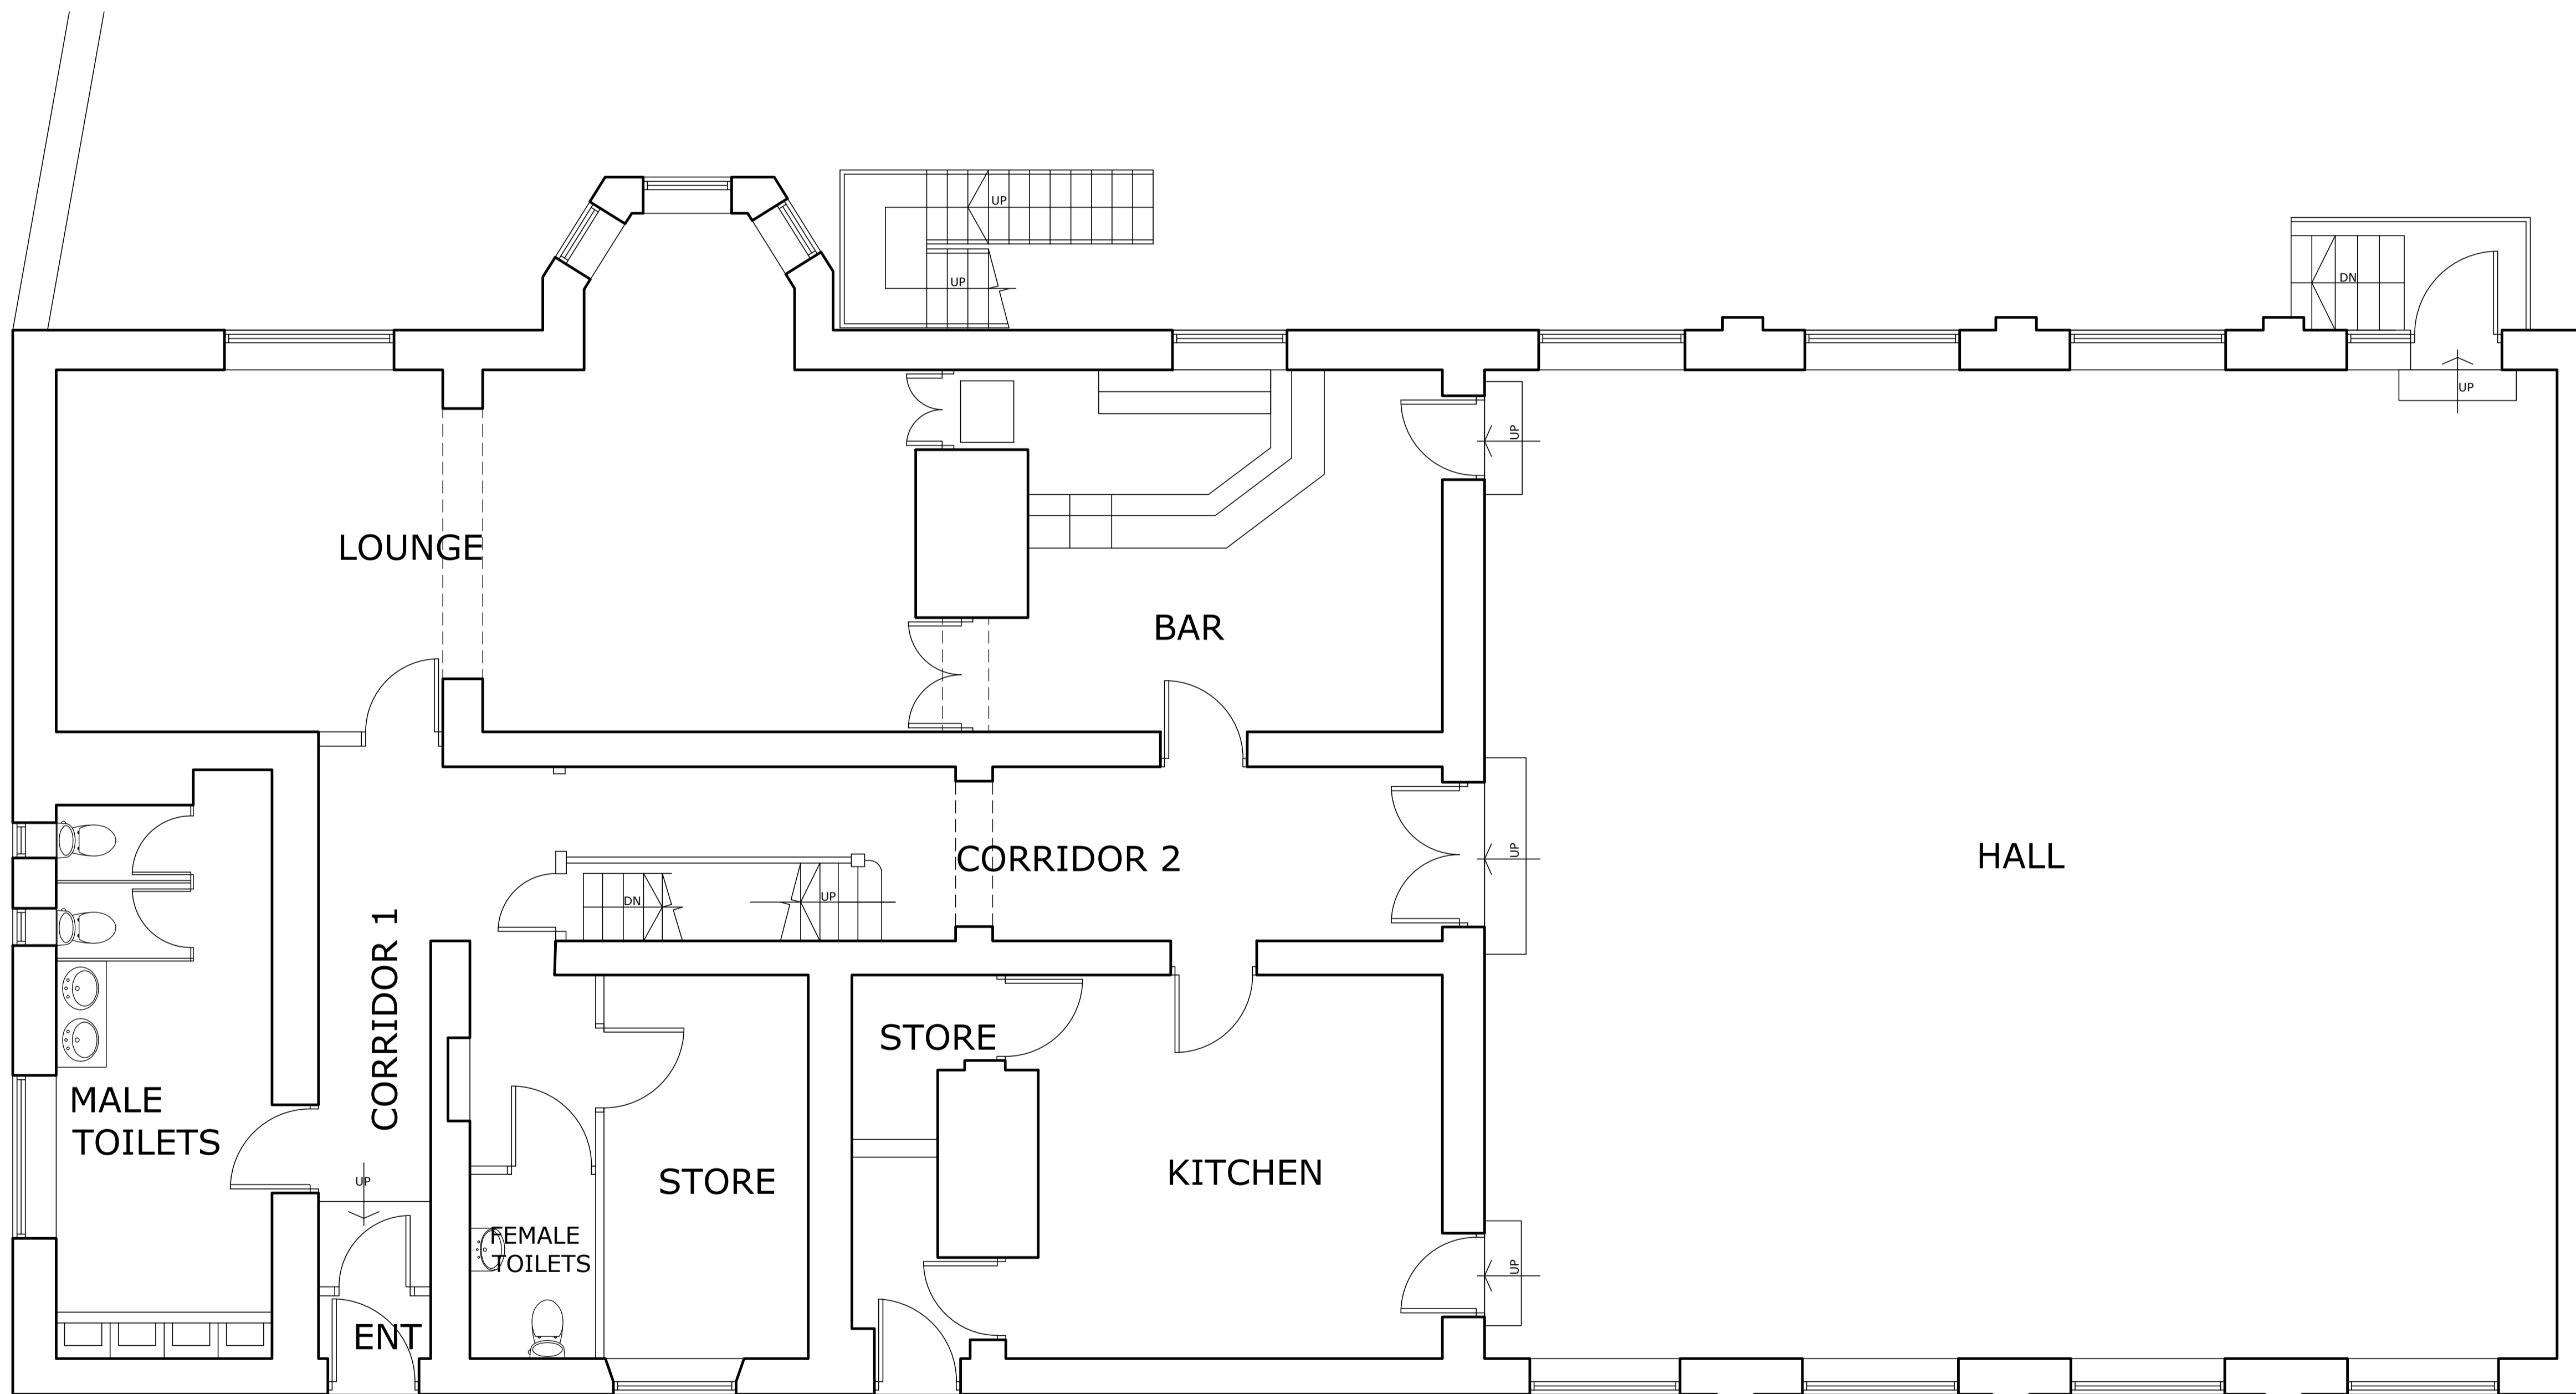 UP
UP
DN
UP
UP
LOUNGE
BAR
UP
HALL
CORRIDOR 2
DN
UP
CORRIDOR 1
STORE
MALE
TOILETS
UP
STORE
KITCHEN
FEMALE
TOILETS
UP
ENT